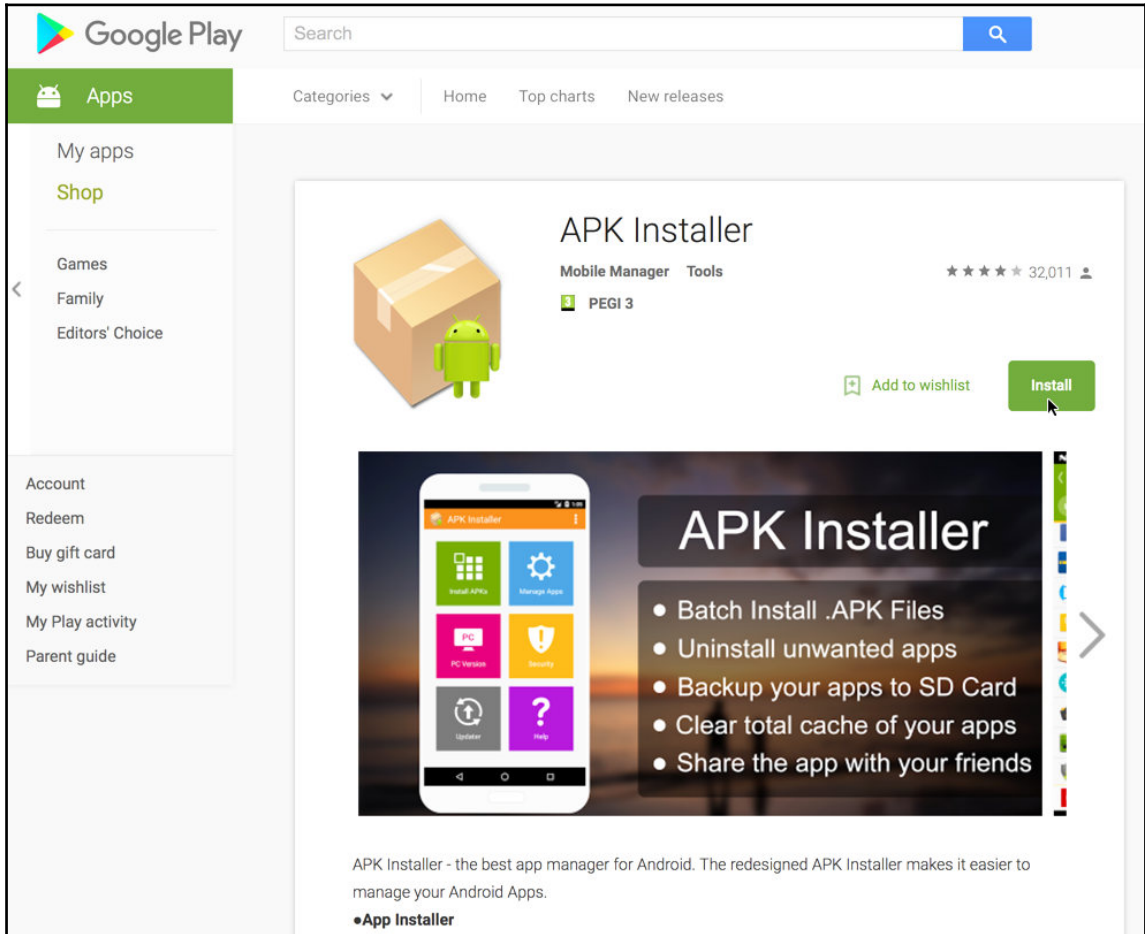 Google Play
Search
Apps
Categories
Home
Top charts
New releases
My apps
Shop
Games
Family
Editors' Choice
Account
Redeem
Buy gift card
My wishlist
My Play activity
Parent guide
APK Installer
Mobile Manager Tools
32,011
3 PEGI 3
Add to wishlist
Install
APK Installer
Install APKs
Manage Apps
PC
PC Version
Security
Updater
?
Help
APK Installer
● Batch Install .APK Files
● Uninstall unwanted apps
● Backup your apps to SD Card
● Clear total cache of your apps
● Share the app with your friends
APK Installer - the best app manager for Android. The redesigned APK Installer makes it easier to
manage your Android Apps.
●App Installer